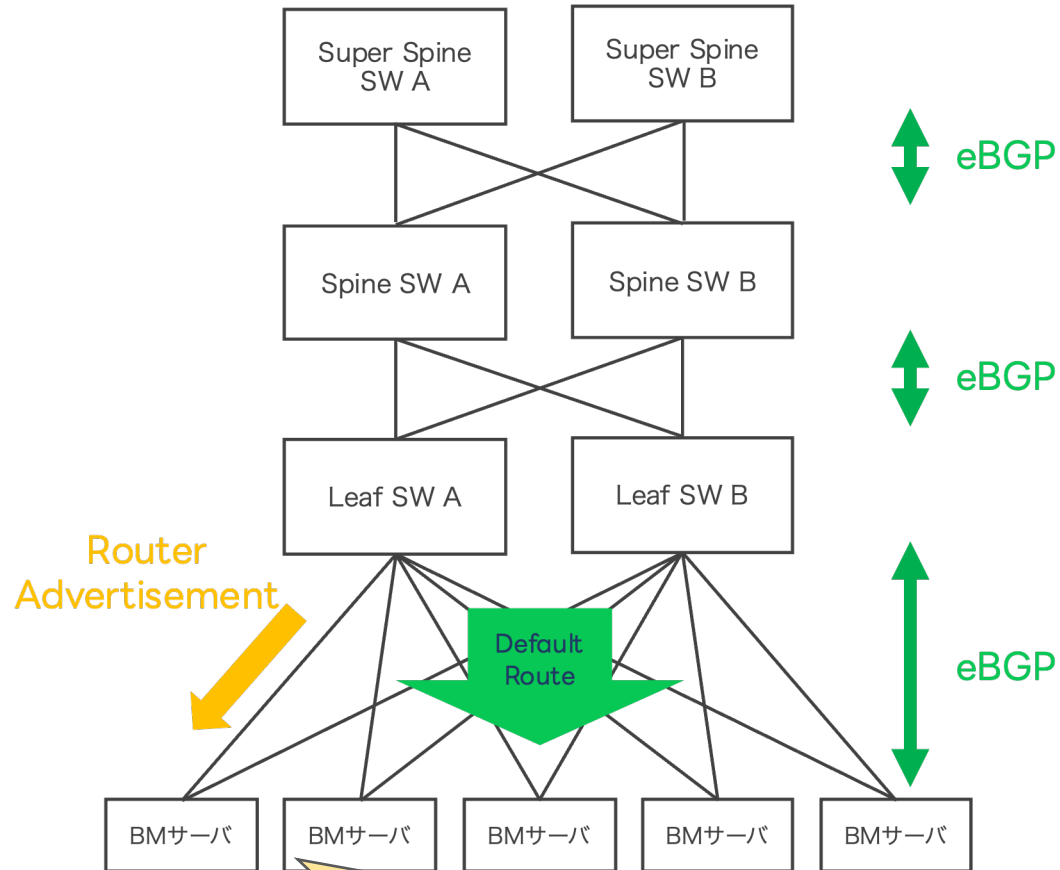 Super Spine
SW A
Super Spine
SW B
eBGP
Spine SW A
Spine SW B
eBGP
Leaf SW A
Leaf SW B
Router
Advertisement
Default
Route
eBGP
BMサーバ
BMサーバ
BMサーバ
BMサーバ
BMサーバ